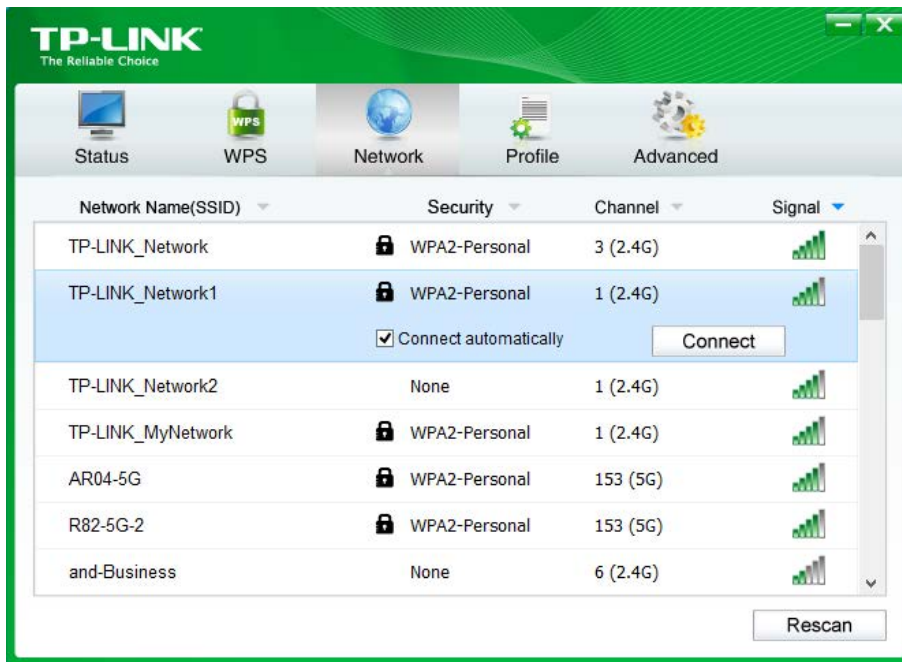 TP-LINK
The Reliable Choice
WPS
Status WPS Network Profile Advanced
Network Name(SSID) Security Channel Signal
TP-LINK_Network WPA2-Personal 3 (2.4G)
TP-LINK_Network1 WPA2-Personal 1 (2.4G)
Connect automatically Connect
TP-LINK_Network2 None 1 (2.4G)
TP-LINK_MyNetwork WPA2-Personal 1 (2.4G)
AR04-5G WPA2-Personal 153 (5G)
R82-5G-2 WPA2-Personal 153 (5G)
and-Business None 6 (2.4G)
Rescan